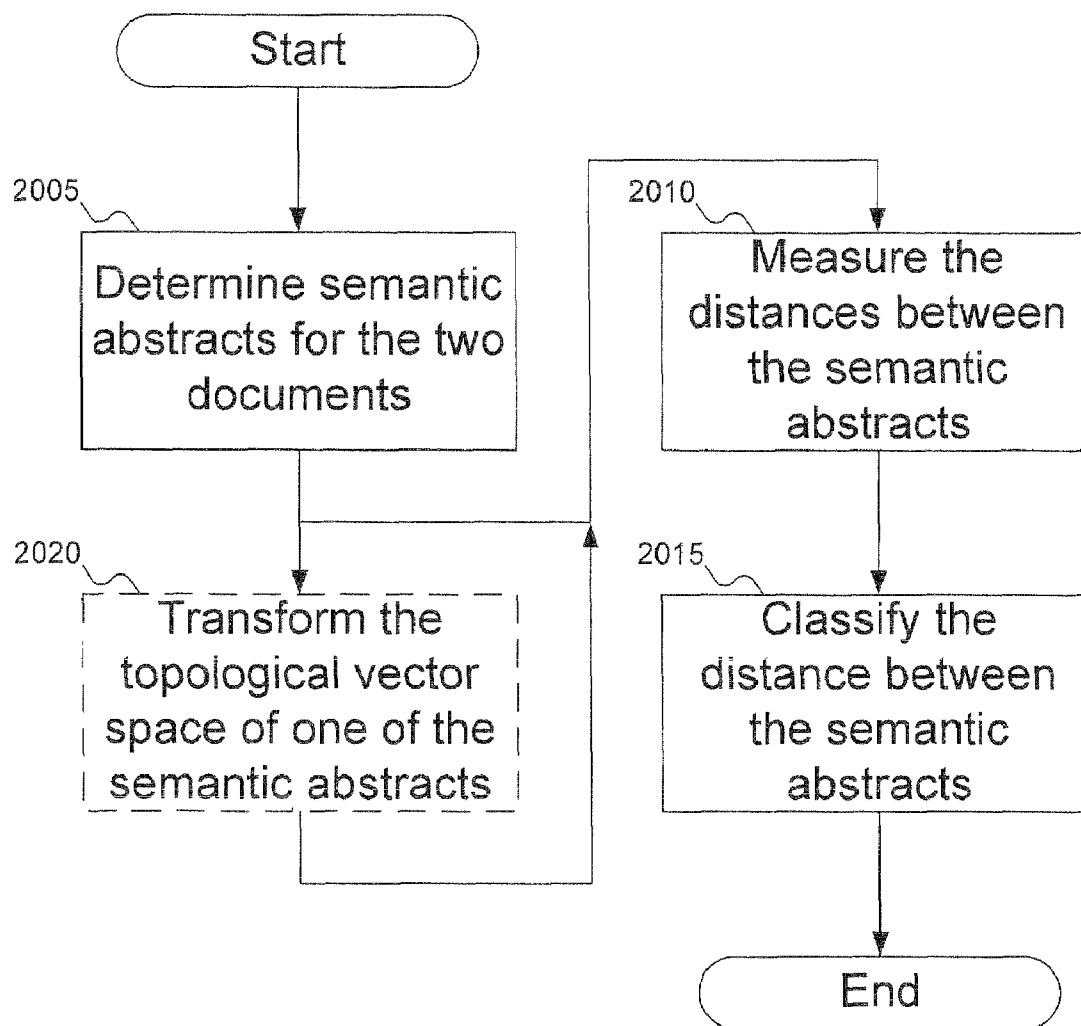 Start
2005
Determine semantic
abstracts for the two
documents
2020
Transform the
topological vector
space of one of the
semantic abstracts
2010
Measure the
distances between
the semantic
abstracts
2015
Classify the
distance between
the semantic
abstracts
End